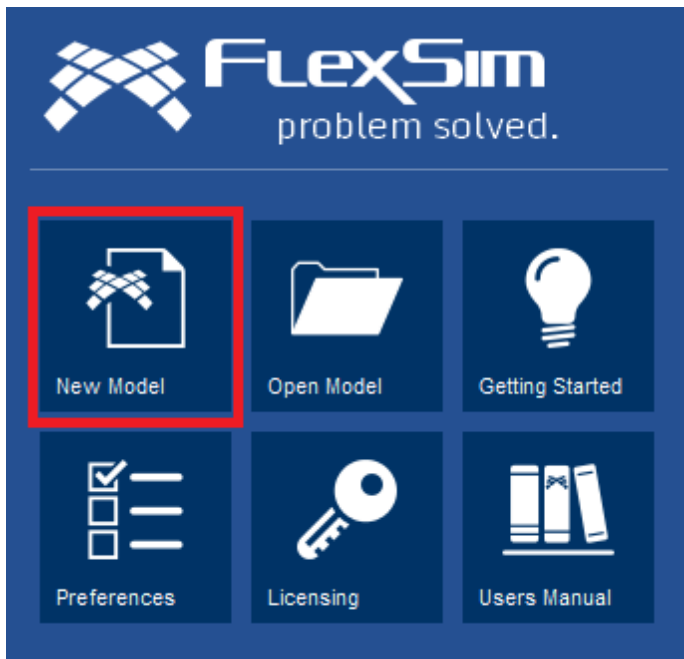 FlexSim
problem solved.
New Model
Open Model
Getting Started
Preferences
Licensing
Users Manual